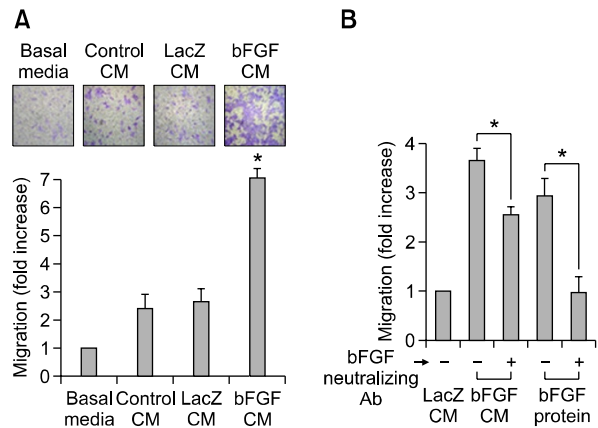 A
Basal media
Control CM
LacZ CM
bFGF CM
*
Migration (fold increase)
7
6
5
4
3
2
1
0
Basal media
Control CM
LacZ CM
bFGF CM
B
Migration (fold increase)
4
3
2
1
0
*
*
bFGF neutralizing Ab
→ − − + − +
LacZ CM
bFGF CM
bFGF protein